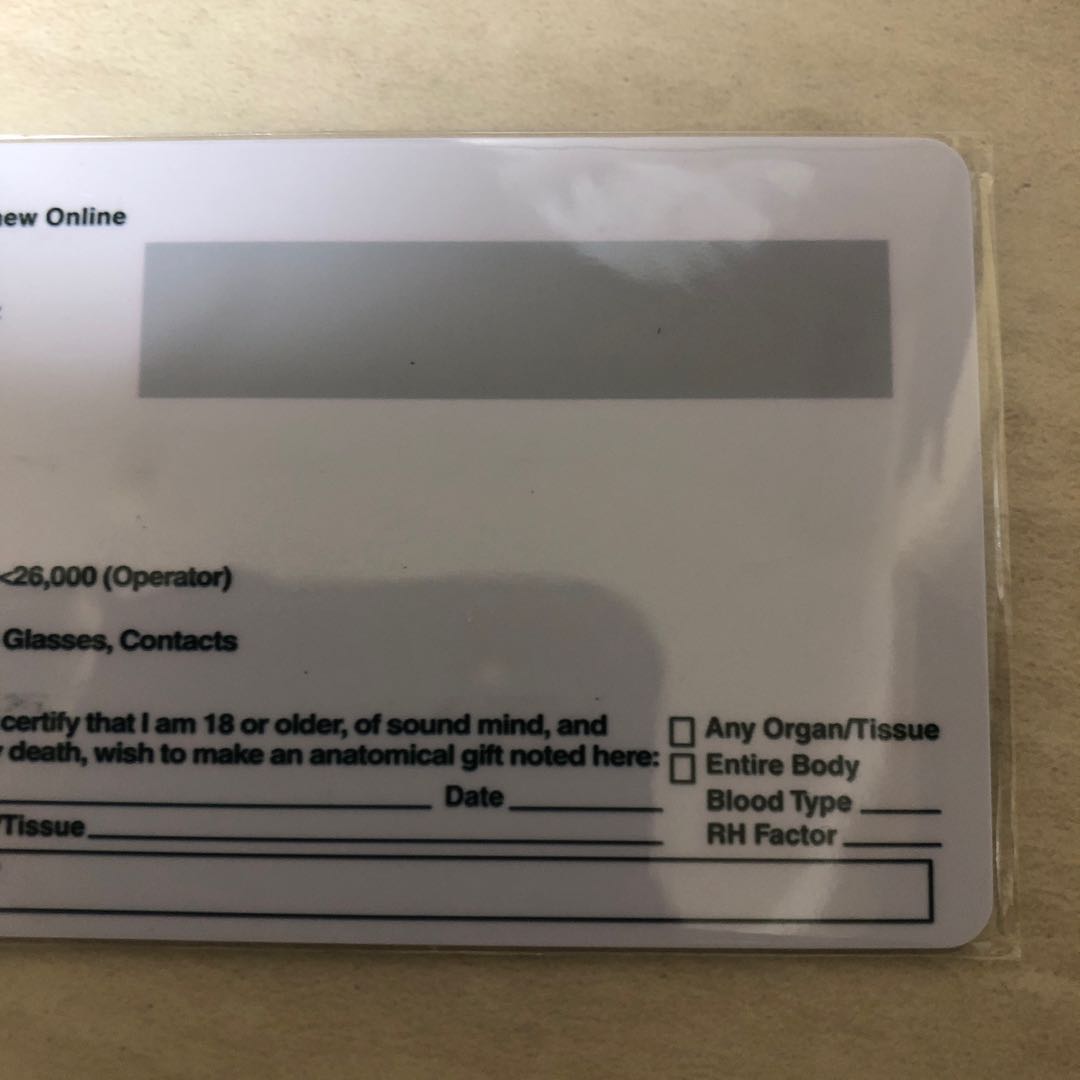 ew Online
<26,000 (Operator)
Glasses, Contacts
certify that I am 18 or older, of sound mind, and
death, wish to make an anatomical gift noted here:
Any Organ/Tissue
Entire Body
Date
Blood Type
/Tissue
RH Factor